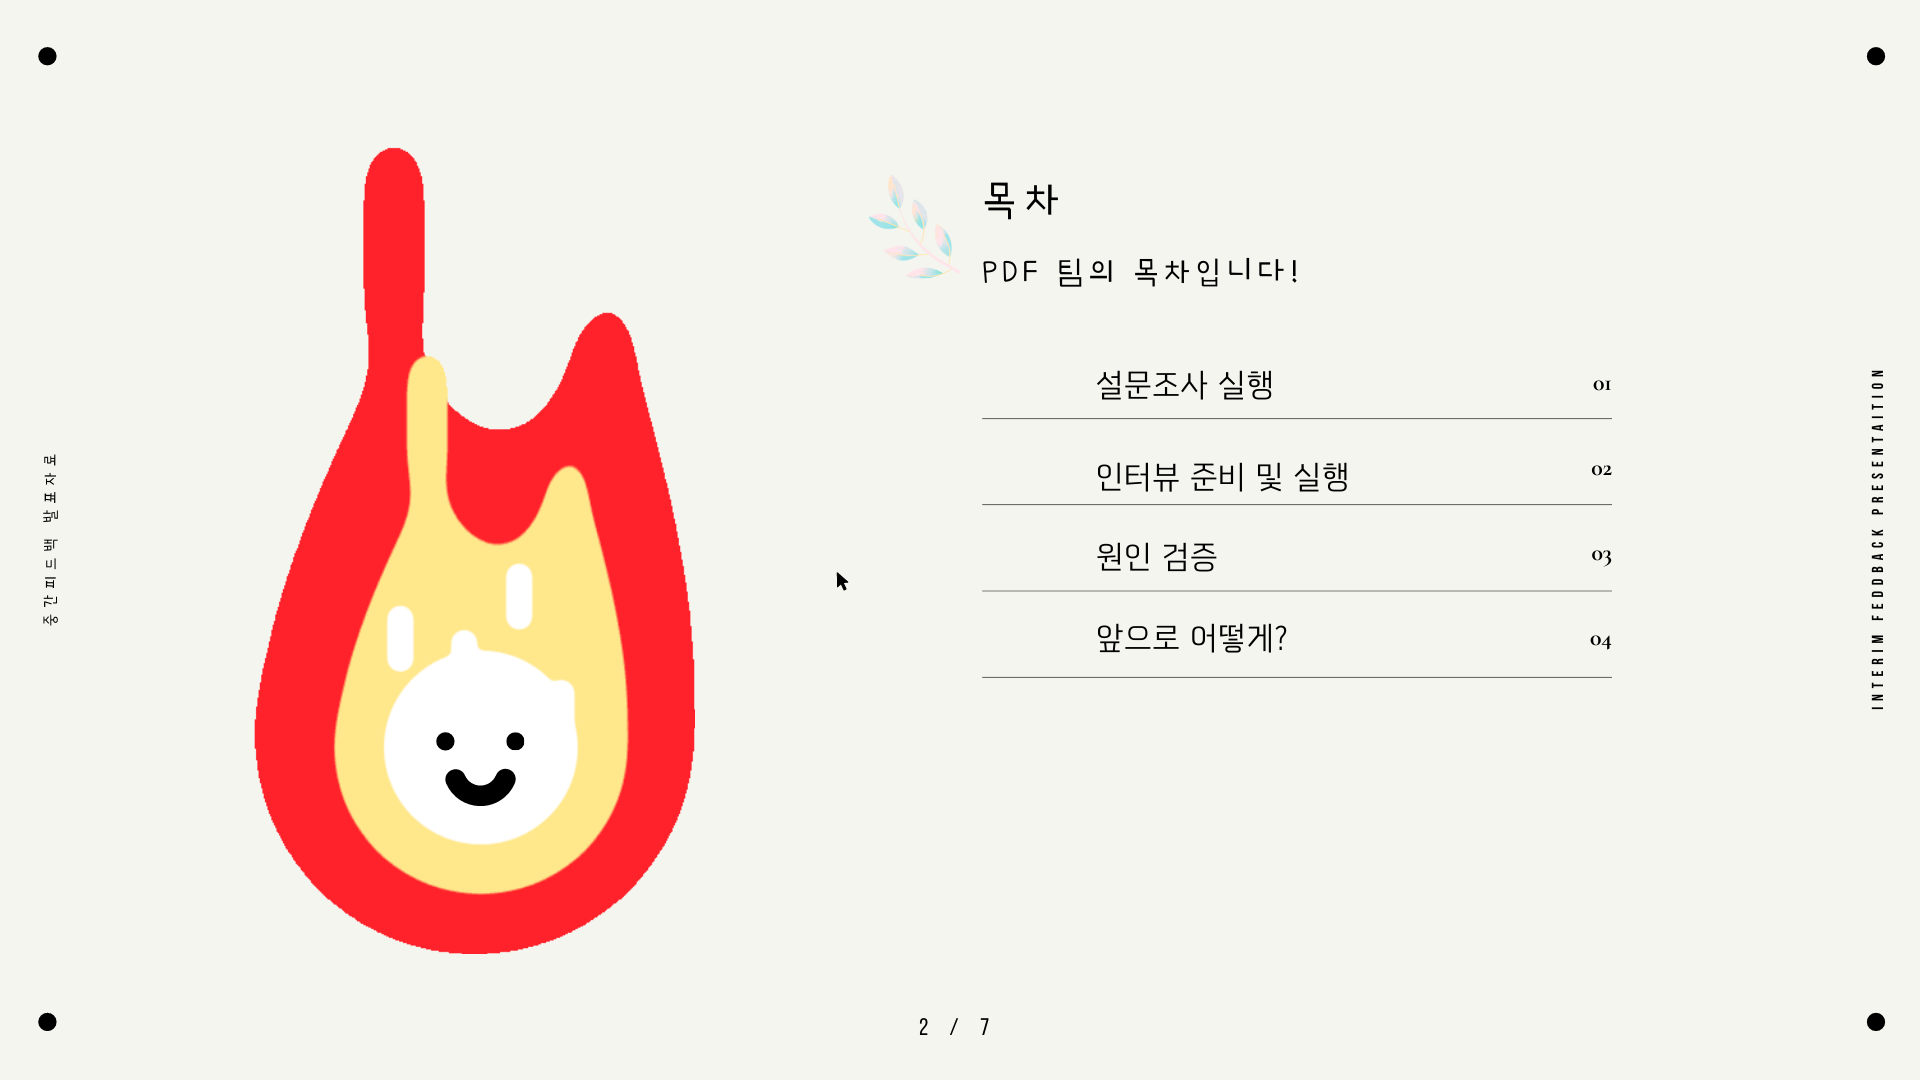 목차
PDF 팀의 목차입니다!
설문조사 실행 01
인터뷰 준비 및 실행 02
원인 검증 03
앞으로 어떻게? 04
중간피드백 발표자료
INTERIM FEDDBACK PRESENTAITION
2 / 7